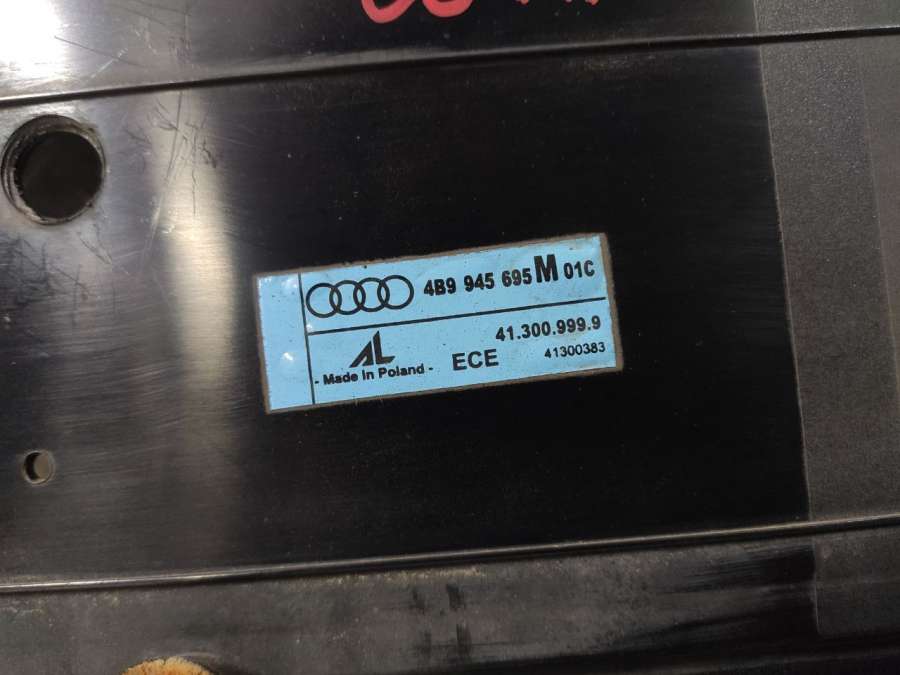 4B9 945 695 M 01C
41.300.999.9
AL
- Made in Poland - ECE 41300383